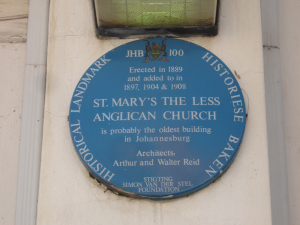 JHB 100
HISTORICAL LANDMARK
HISTORIESE BAKEN
Erected in 1889
and added to in
1897, 1904 & 1908
ST. MARY'S THE LESS
ANGLICAN CHURCH
is probably the oldest building
in Johannesburg
Architects:
Arthur and Walter Reid
STIGTING
SIMON VAN DER STEL
FOUNDATION